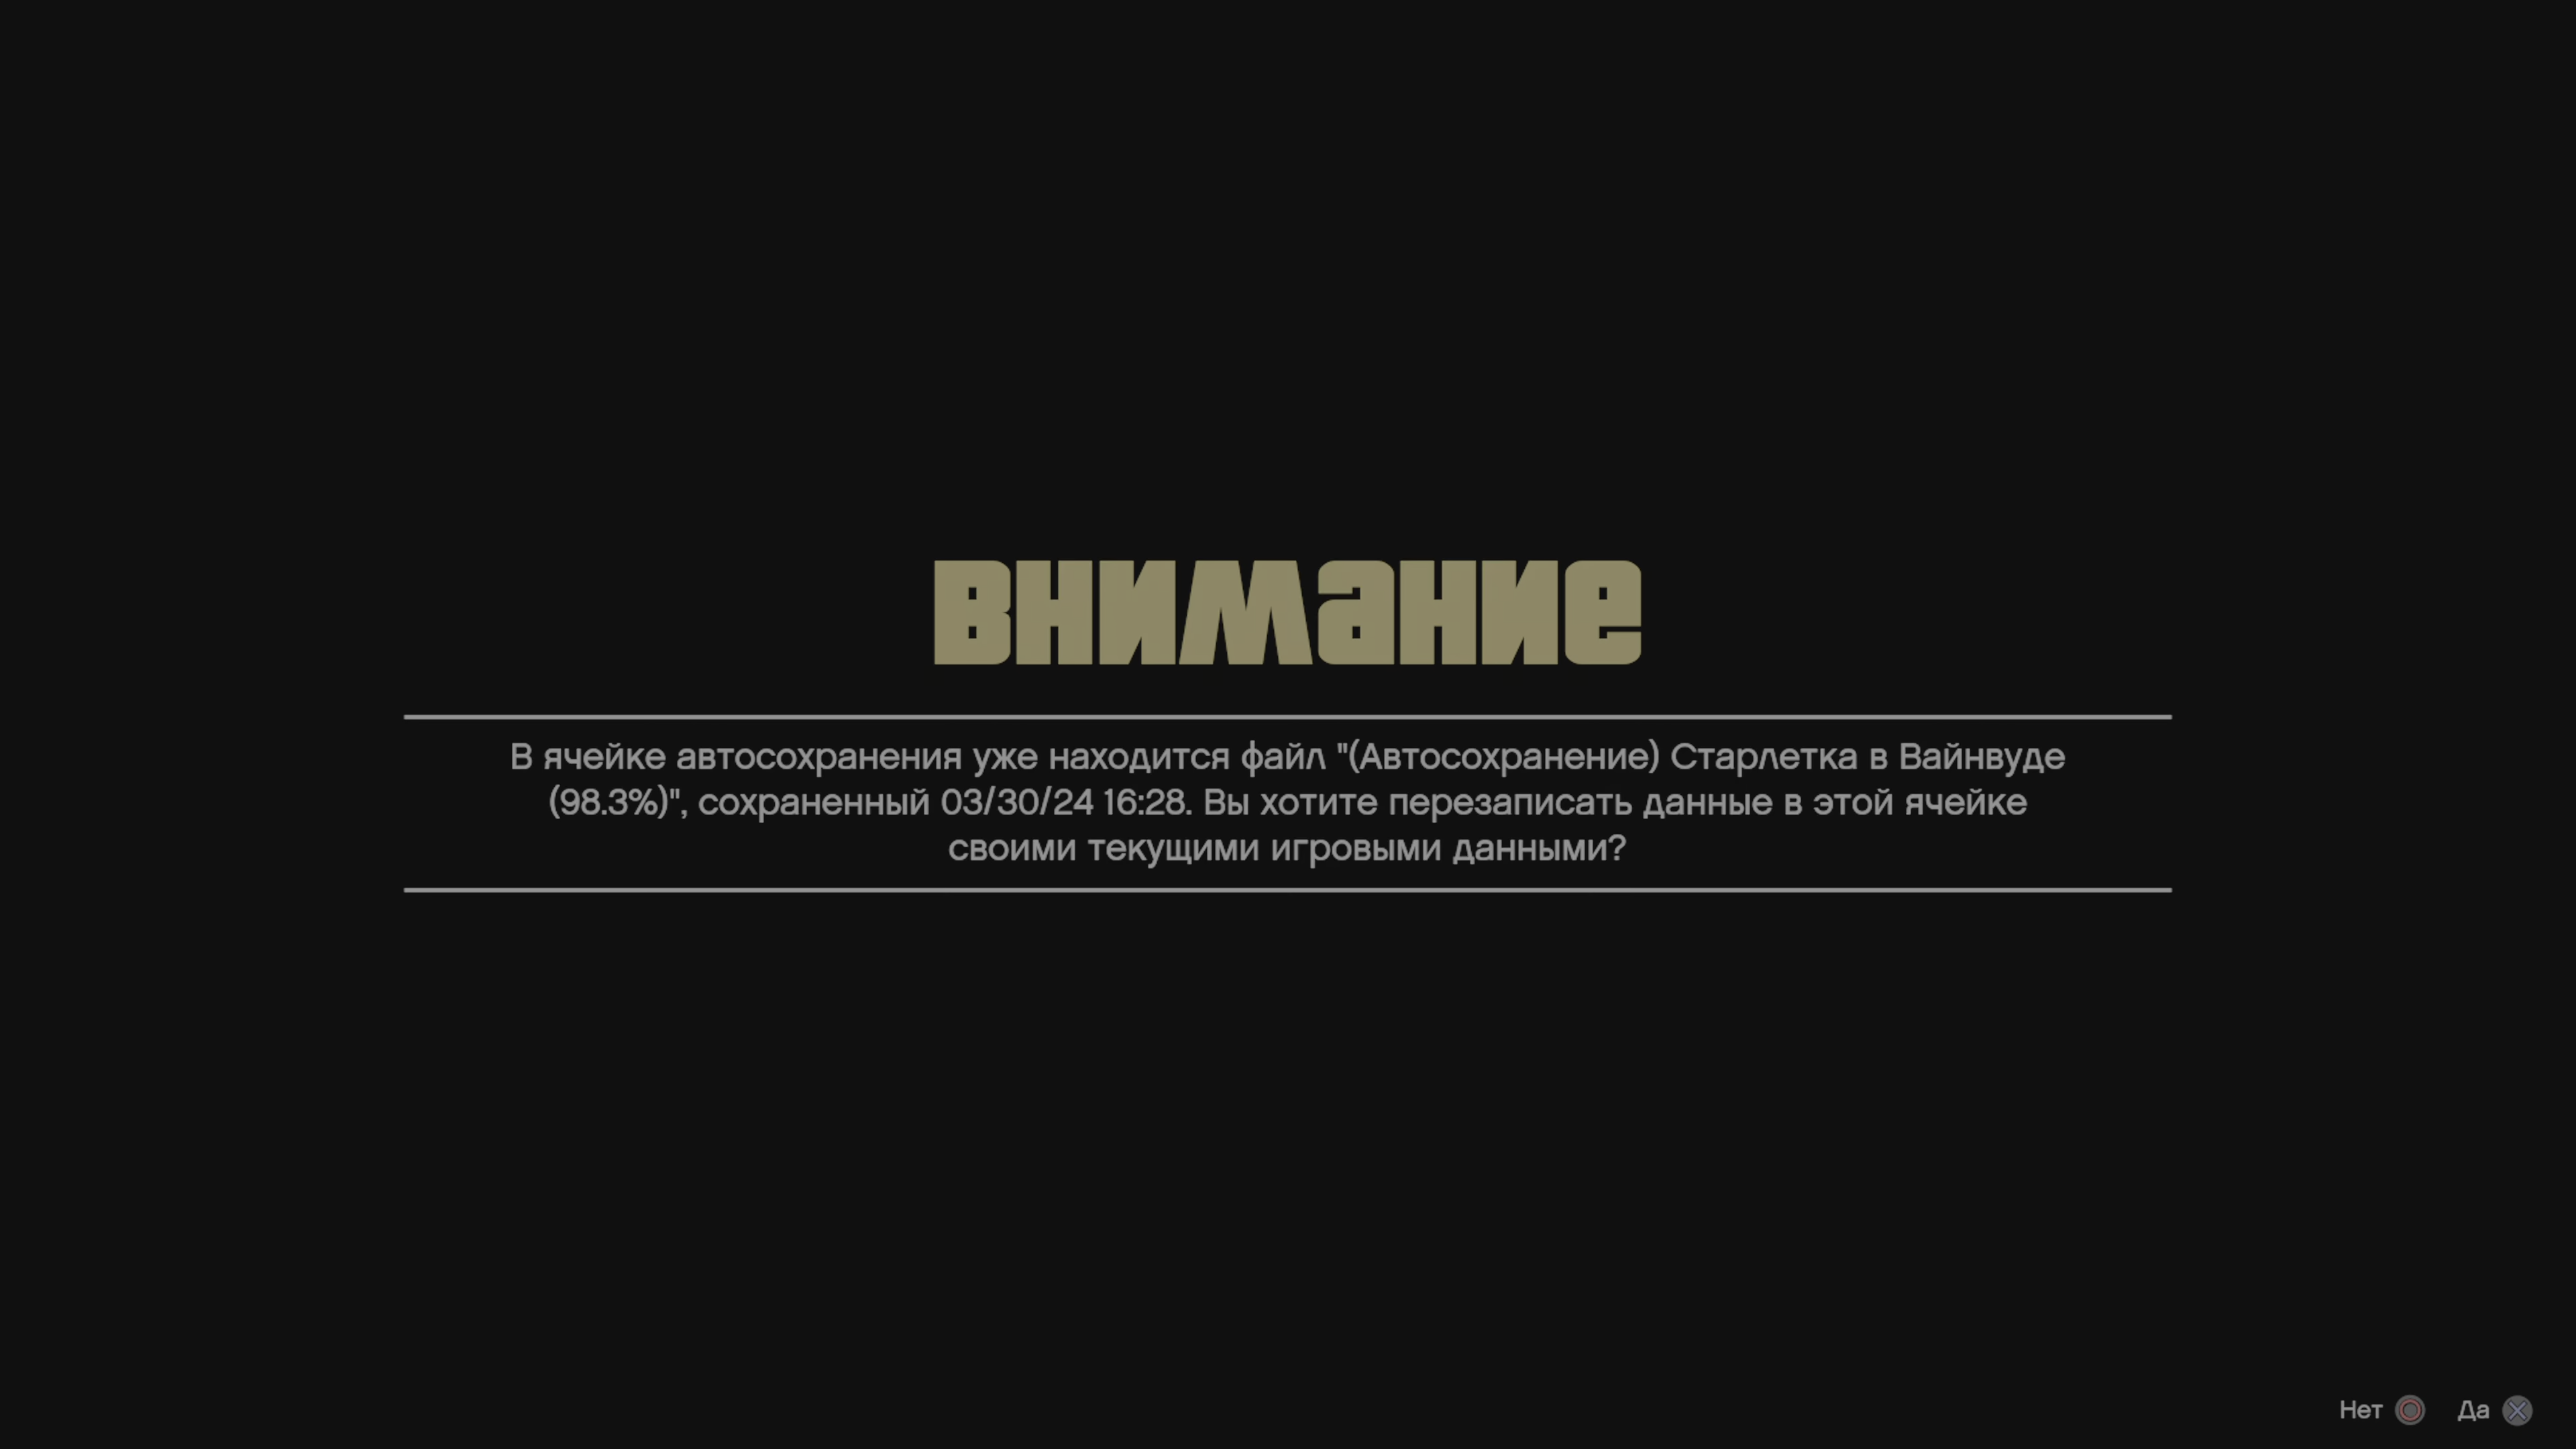 внимание
В ячейке автосохранения уже находится файл "(Автосохранение) Старлетка в Вайнвуде
(98.3%)", сохраненный 03/30/24 16:28. Вы хотите перезаписать данные в этой ячейке
своими текущими игровыми данными?
Нет Да